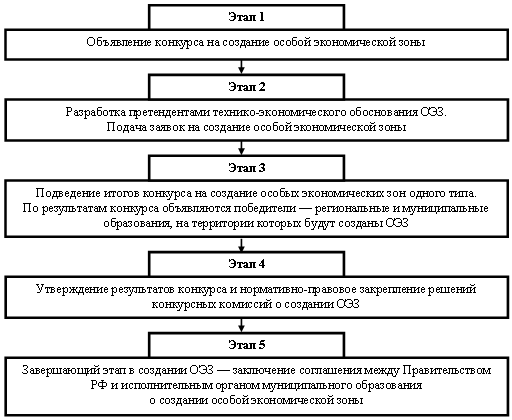 Этап 1
Объявление конкурса на создание особой экономической зоны
Этап 2
Разработка претендентами технико-экономического обоснования ОЭЗ.
Подача заявок на создание особой экономической зоны
Этап 3
Подведение итогов конкурса на создание особых экономических зон одного типа.
По результатам конкурса объявляются победители — региональные и муниципальные
образования, на территории которых будут созданы ОЭЗ
Этап 4
Утверждение результатов конкурса и нормативно-правовое закрепление решений
конкурсных комиссий о создании ОЭЗ
Этап 5
Завершающий этап в создании ОЭЗ — заключение соглашения между Правительством
РФ и исполнительным органом муниципального образования
о создании особой экономической зоны